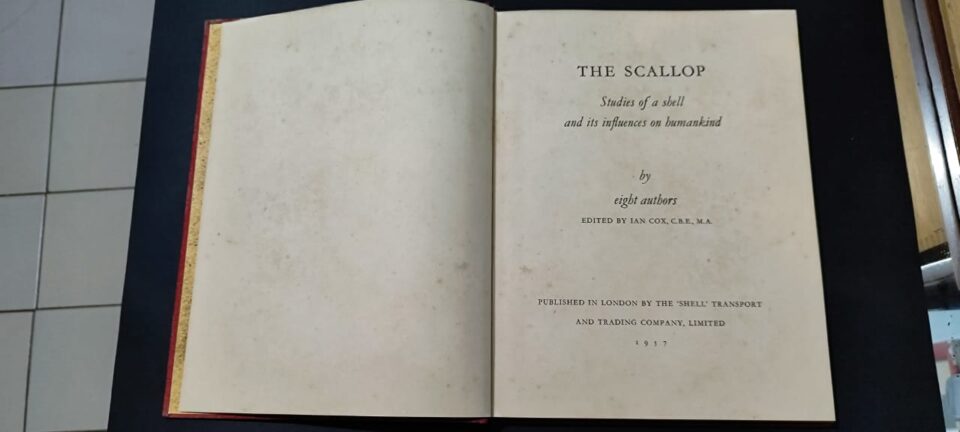 THE SCALLOP
Studies of a shell
and its influences on humankind
by
eight authors
EDITED BY IAN COX, C.B.E., M.A.
PUBLISHED IN LONDON BY THE ‘SHELL’ TRANSPORT
AND TRADING COMPANY, LIMITED
1957